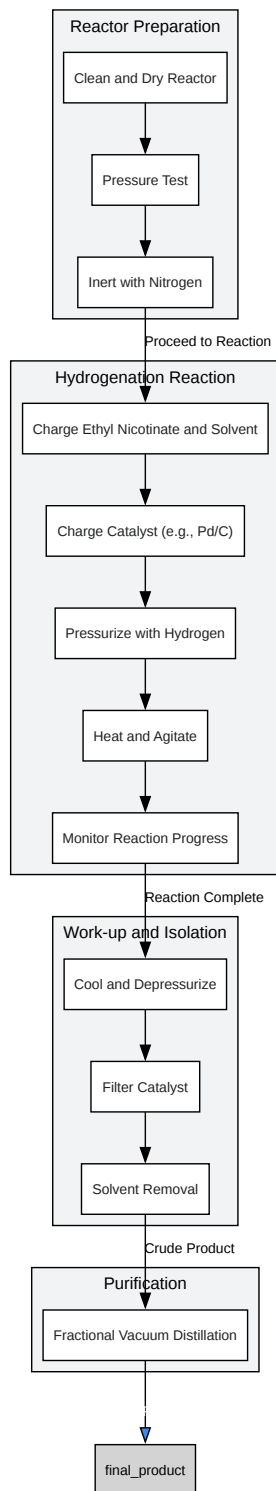 Reactor Preparation
Clean and Dry Reactor
Pressure Test
Inert with Nitrogen
Proceed to Reaction
Hydrogenation Reaction
Charge Ethyl Nicotinate and Solvent
Charge Catalyst (e.g., Pd/C)
Pressurize with Hydrogen
Heat and Agitate
Monitor Reaction Progress
Reaction Complete
Work-up and Isolation
Cool and Depressurize
Filter Catalyst
Solvent Removal
Crude Product
Purification
Fractional Vacuum Distillation
final_product